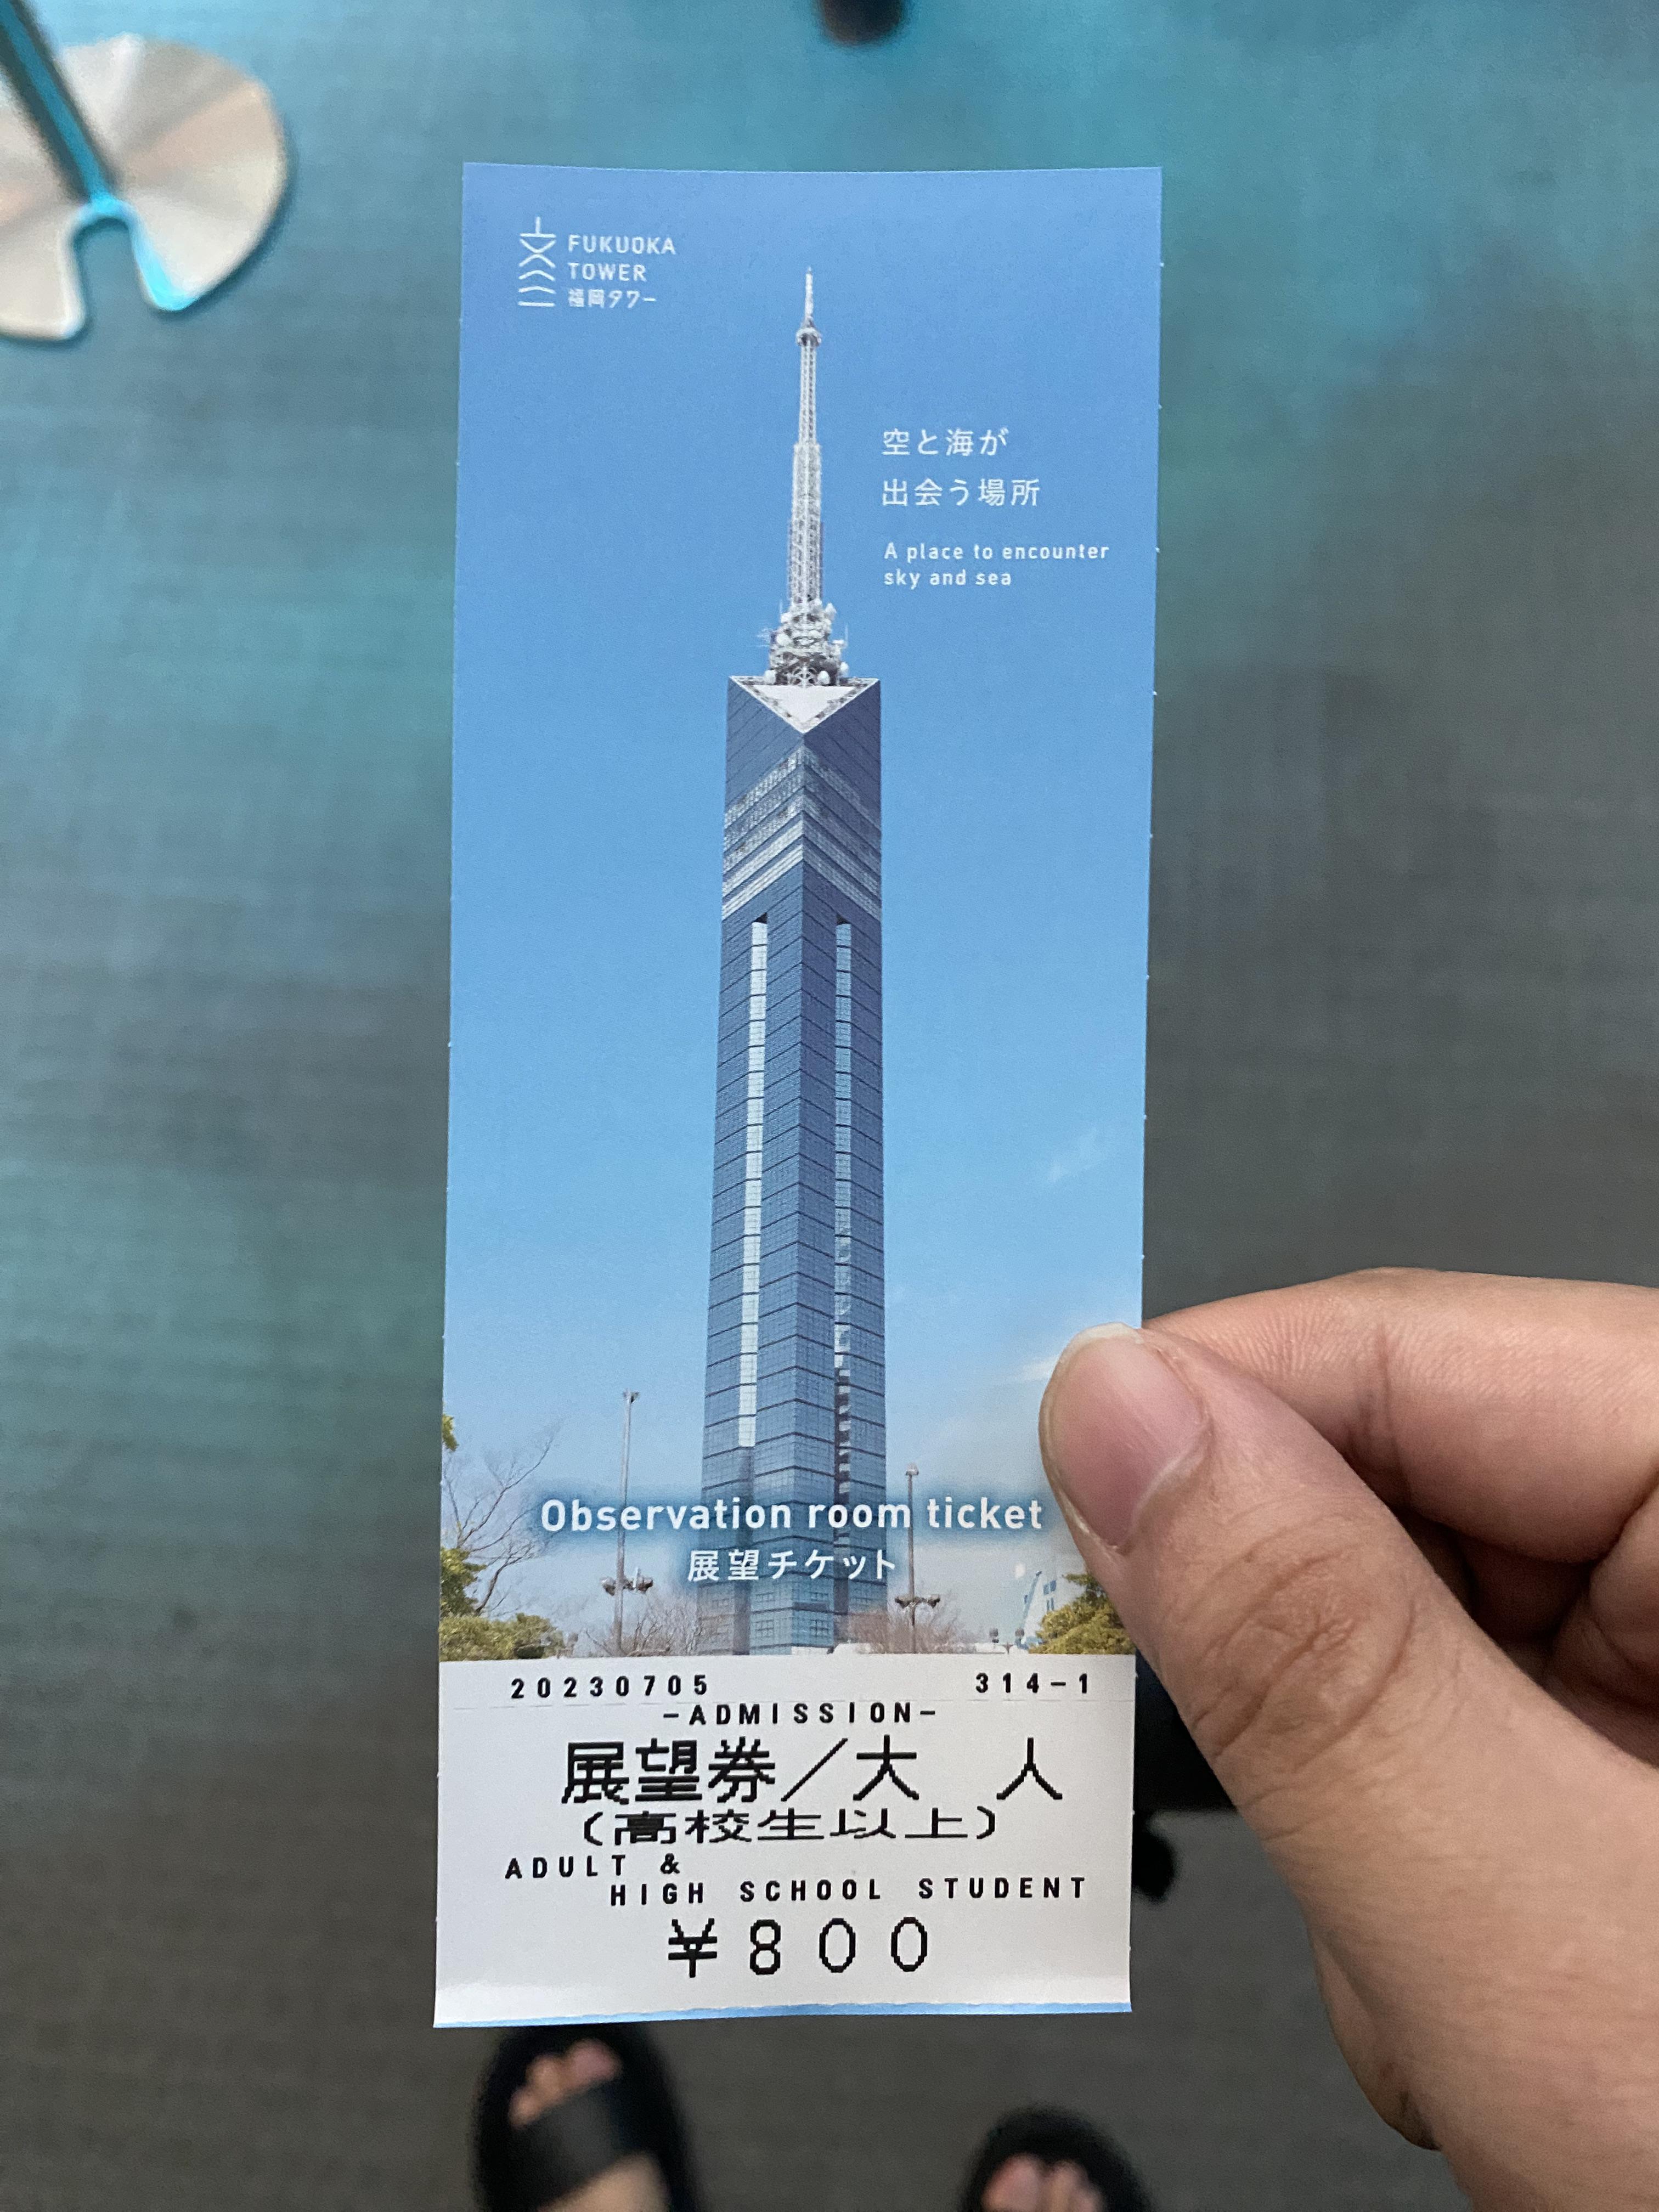 FUKUOKA
TOWER
福岡タワー
空と海が
出会う場所
A place to encounter
sky and sea
Observation room ticket
展望チケット
20230705 314-1
-ADMISSION-
展望券／大 人
(高校生以上)
ADULT &
HIGH SCHOOL STUDENT
¥800